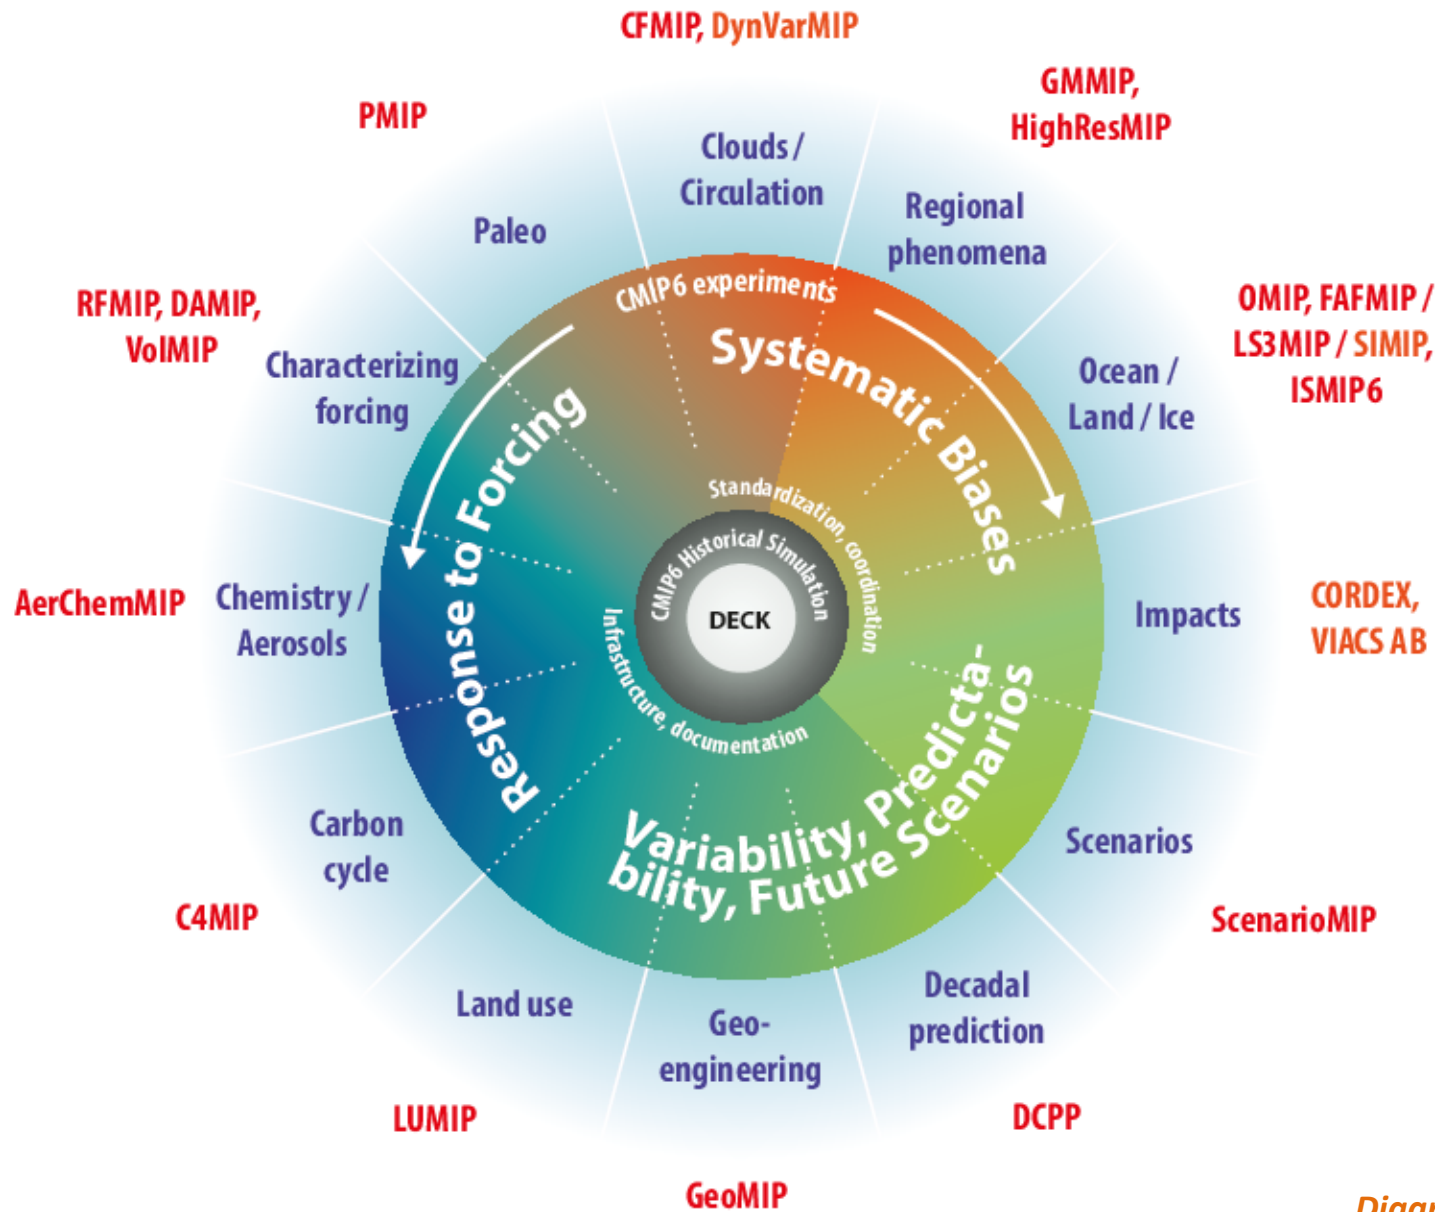 CFMIP, DynVarMIP
GMMIP,
HighResMIP
PMIP
Clouds /
Circulation
Regional
phenomena
Paleo
CMIP6 experiments
RFMIP, DAMIP,
VolMIP
Characterizing
forcing
OMIP, FAFMIP /
LS3MIP / SIMIP,
ISMIP6
Ocean /
Land / Ice
Systematic Biases
Response to Forcing
Standardization, coordination
CMIP6 Historical Simulation
DECK
Infrastructure, documentation
AerChemMIP
Chemistry /
Aerosols
Impacts
CORDEX,
VIACS AB
Variability, Predicta-
bility, Future Scenarios
Carbon
cycle
Scenarios
C4MIP
ScenarioMIP
Land use
Geo-
engineering
Decadal
prediction
LUMIP
DCPP
GeoMIP